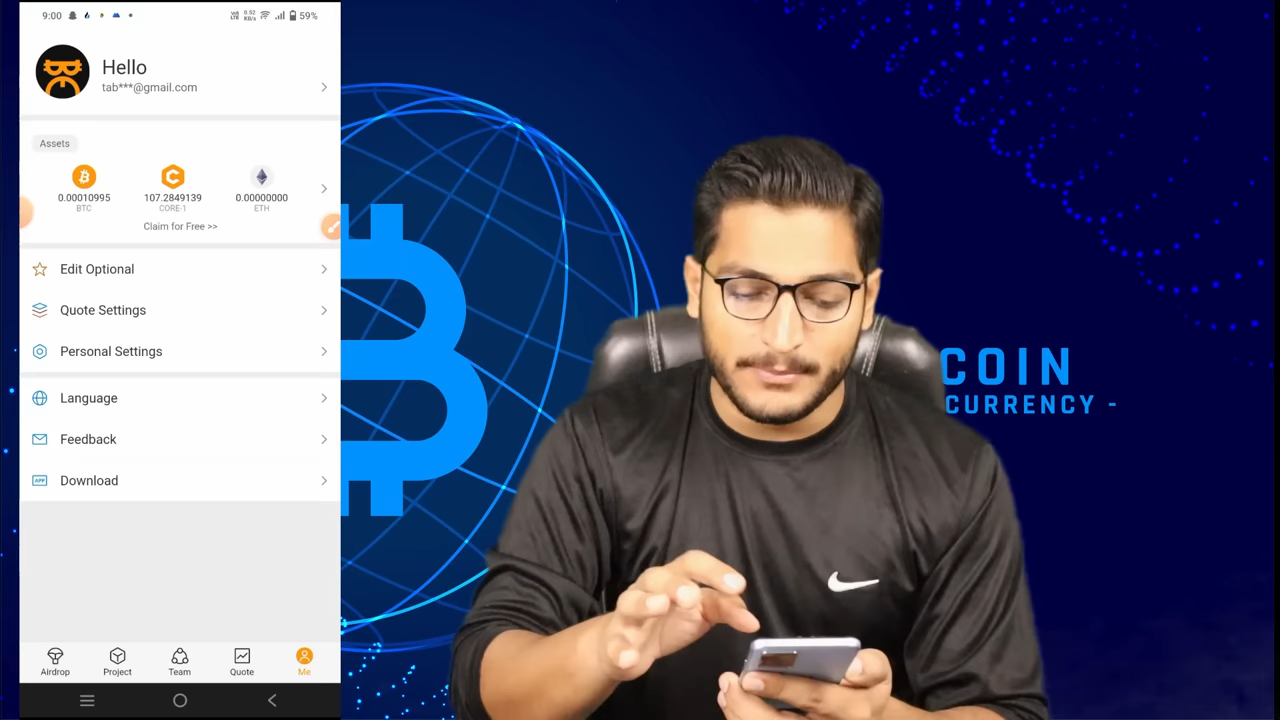 9:00
59%
Hello
tab***@gmail.com
Assets
0.00010995
107.2849139
0.00000000
BTC
CORE-1
ETH
Claim for Free >>
Edit Optional
Quote Settings
Personal Settings
Language
Feedback
Download
Airdrop
Project
Team
Quote
Me
COIN
CURRENCY -